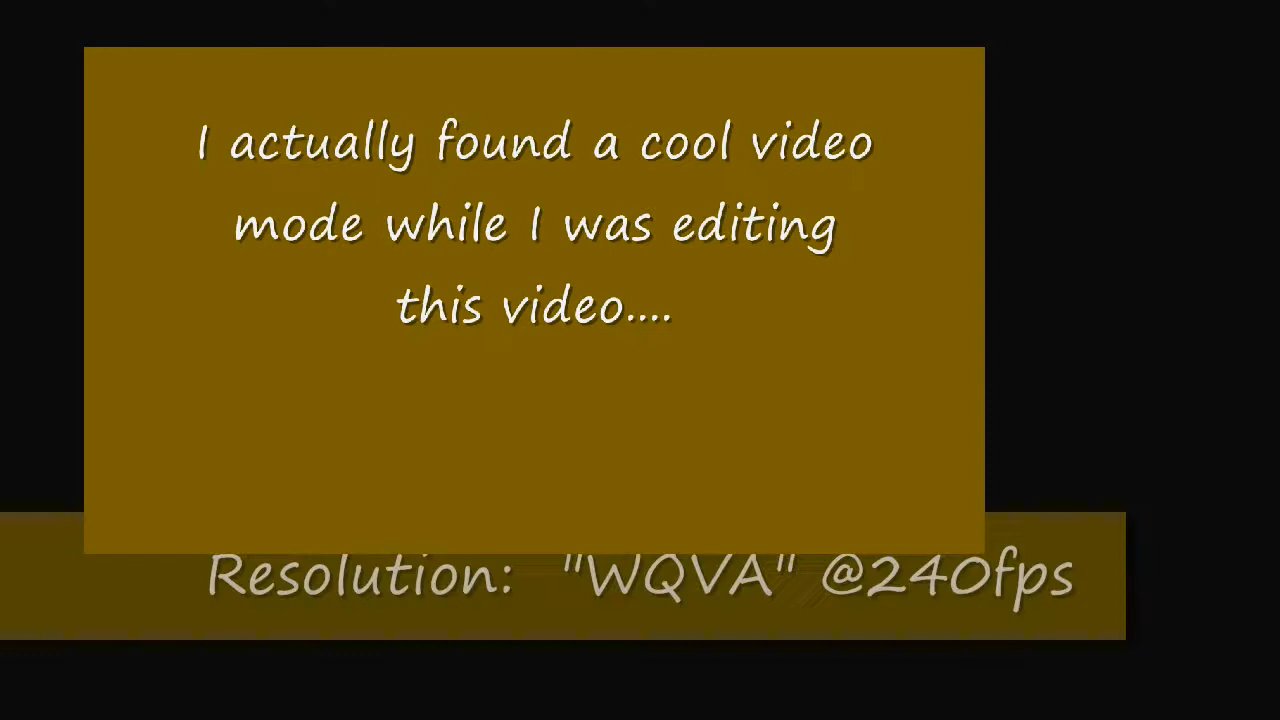 I actually found a cool video
mode while I was editing
this video....
Resolution: "WQVA" @240fps